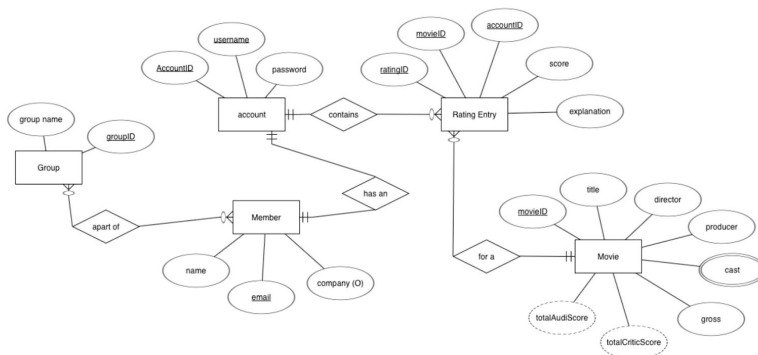 username
AccountID
password
account
contains
movieID
accountID
ratingID
score
explanation
Rating Entry
group name
groupID
Group
apart of
Member
has an
name
email
company (O)
for a
movieID
title
director
producer
cast
gross
totalCriticScore
totalAudiScore
Movie